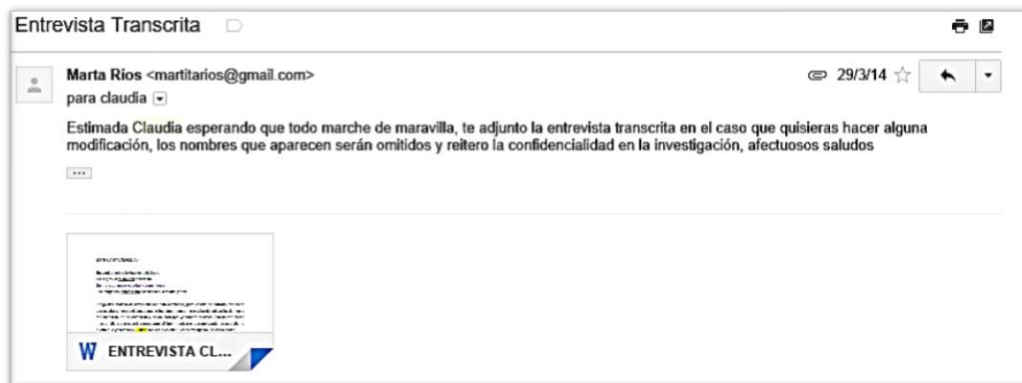 Entrevista Transcrita
Marta Ríos <martitarios@gmail.com>
29/3/14
para claudia
Estimada Claudia esperando que todo marche de maravilla, te adjunto la entrevista transcrita en el caso que quisieras hacer alguna
modificación, los nombres que aparecen serán omitidos y reitero la confidencialidad en la investigación, afectuosos saludos
W ENTREVISTA CL...